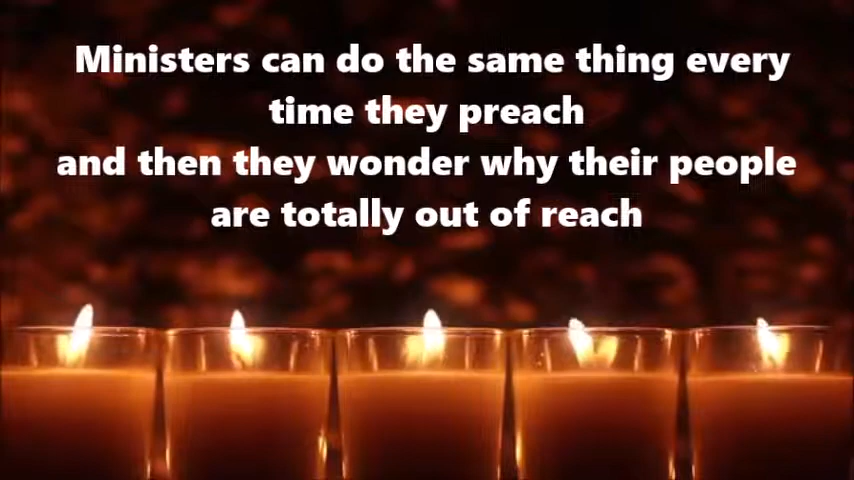 Ministers can do the same thing every
time they preach
and then they wonder why their people
are totally out of reach